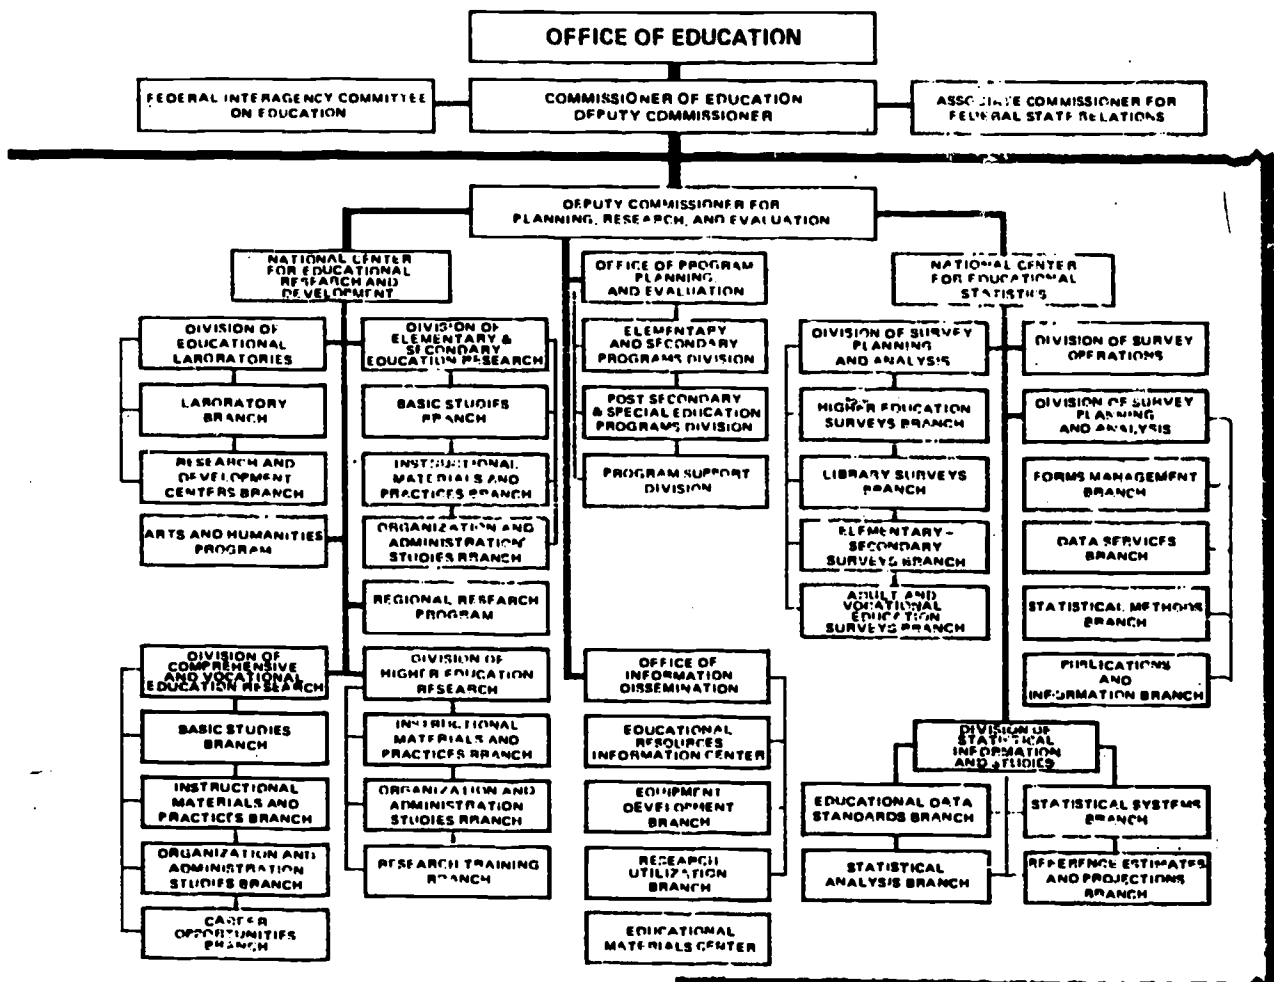 OFFICE OF EDUCATION
FEDERAL INTERAGENCY COMMITTEE
ON EDUCATION
COMMISSIONER OF EDUCATION
DEPUTY COMMISSIONER
ASSOCIATE COMMISSIONER FOR
FEDERAL STATE RELATIONS
DEPUTY COMMISSIONER FOR
PLANNING, RESEARCH, AND EVALUATION
NATIONAL CENTER
FOR EDUCATIONAL
RESEARCH AND
DEVELOPMENT
OFFICE OF PROGRAM
PLANNING
AND EVALUATION
NATIONAL CENTER
FOR EDUCATIONAL
STATISTICS
DIVISION OF
EDUCATIONAL
LABORATORIES
LABORATORY
BRANCH
RESEARCH AND
DEVELOPMENT
CENTERS BRANCH
ARTS AND HUMANITIES
PROGRAM
DIVISION OF
ELEMENTARY &
SECONDARY
EDUCATION RESEARCH
BASIC STUDIES
BRANCH
INSTRUCTIONAL
MATERIALS AND
PRACTICES BRANCH
ORGANIZATION AND
ADMINISTRATION
STUDIES BRANCH
REGIONAL RESEARCH
PROGRAM
ELEMENTARY
AND SECONDARY
PROGRAMS DIVISION
POST SECONDARY
& SPECIAL EDUCATION
PROGRAMS DIVISION
PROGRAM SUPPORT
DIVISION
DIVISION OF SURVEY
PLANNING
AND ANALYSIS
HIGHER EDUCATION
SURVEYS BRANCH
LIBRARY SURVEYS
BRANCH
ELEMENTARY -
SECONDARY
SURVEYS BRANCH
ADULT AND
VOCATIONAL
EDUCATION
SURVEYS BRANCH
DIVISION OF SURVEY
OPERATIONS
DIVISION OF SURVEY
PLANNING
AND ANALYSIS
FORMS MANAGEMENT
BRANCH
DATA SERVICES
BRANCH
STATISTICAL METHODS
BRANCH
PUBLICATIONS
AND
INFORMATION BRANCH
DIVISION OF
COMPREHENSIVE
AND VOCATIONAL
EDUCATION RESEARCH
BASIC STUDIES
BRANCH
INSTRUCTIONAL
MATERIALS AND
PRACTICES BRANCH
ORGANIZATION AND
ADMINISTRATION
STUDIES BRANCH
CAREER
OPPORTUNITIES
BRANCH
DIVISION OF
HIGHER EDUCATION
RESEARCH
INSTRUCTIONAL
MATERIALS AND
PRACTICES BRANCH
ORGANIZATION AND
ADMINISTRATION
STUDIES BRANCH
RESEARCH TRAINING
BRANCH
OFFICE OF
INFORMATION
DISSEMINATION
EDUCATIONAL
RESOURCES
INFORMATION CENTER
EQUIPMENT
DEVELOPMENT
BRANCH
RESEARCH
UTILIZATION
BRANCH
EDUCATIONAL
MATERIALS CENTER
DIVISION OF
STATISTICAL
INFORMATION
AND STUDIES
EDUCATIONAL DATA
STANDARDS BRANCH
STATISTICAL
ANALYSIS BRANCH
STATISTICAL SYSTEMS
BRANCH
REFERENCE ESTIMATES
AND PROJECTIONS
BRANCH